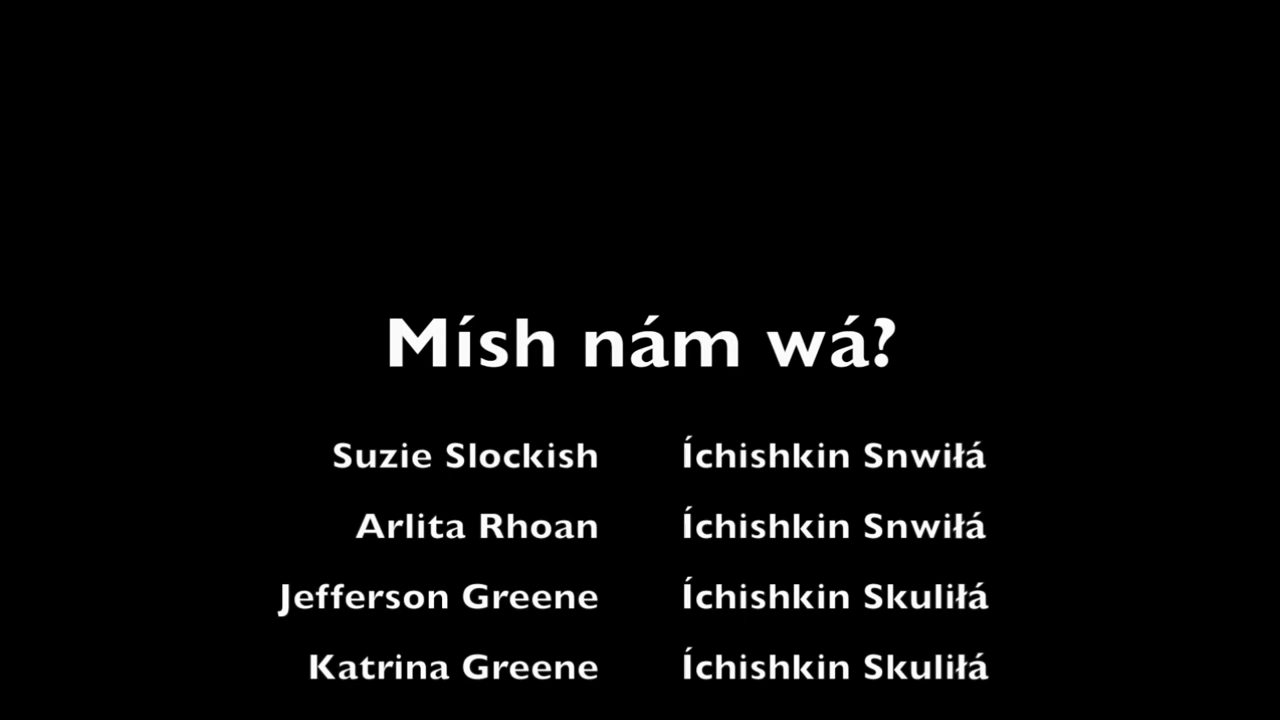 Mísh nám wá?
Suzie Slockish Íchishkin Snwiłá
Arlita Rhoan Íchishkin Snwiłá
Jefferson Greene Íchishkin Skuliłá
Katrina Greene Íchishkin Skuliłá